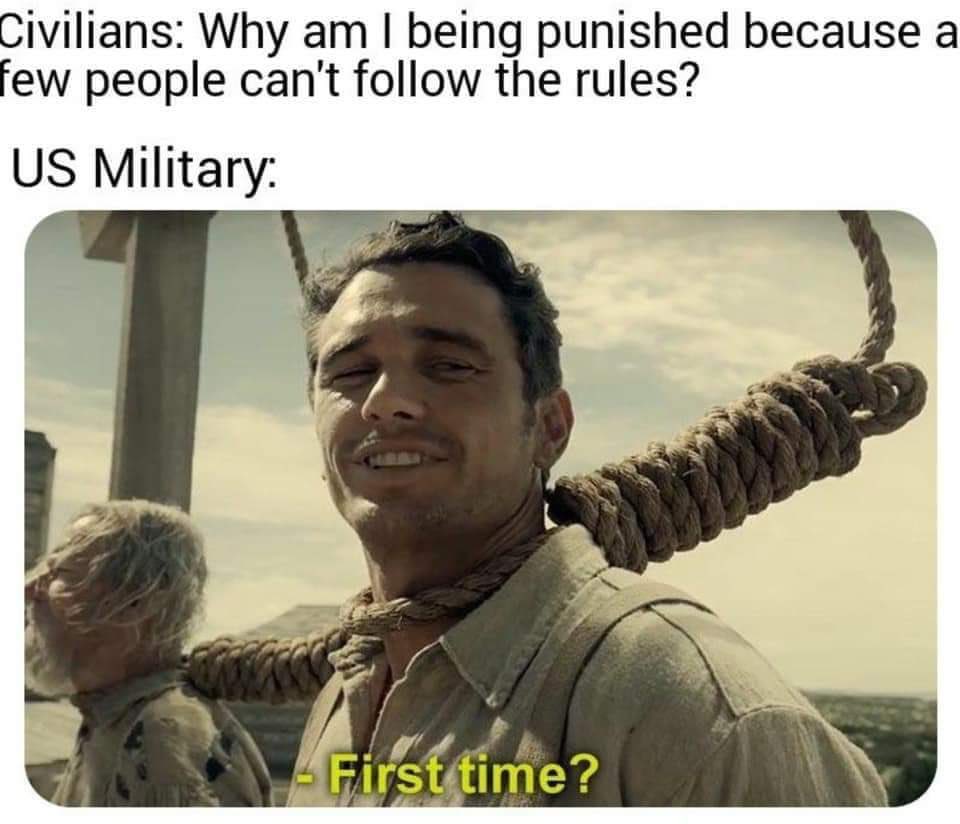 Civilians: Why am I being punished because a
few people can't follow the rules?
US Military:
- First time?